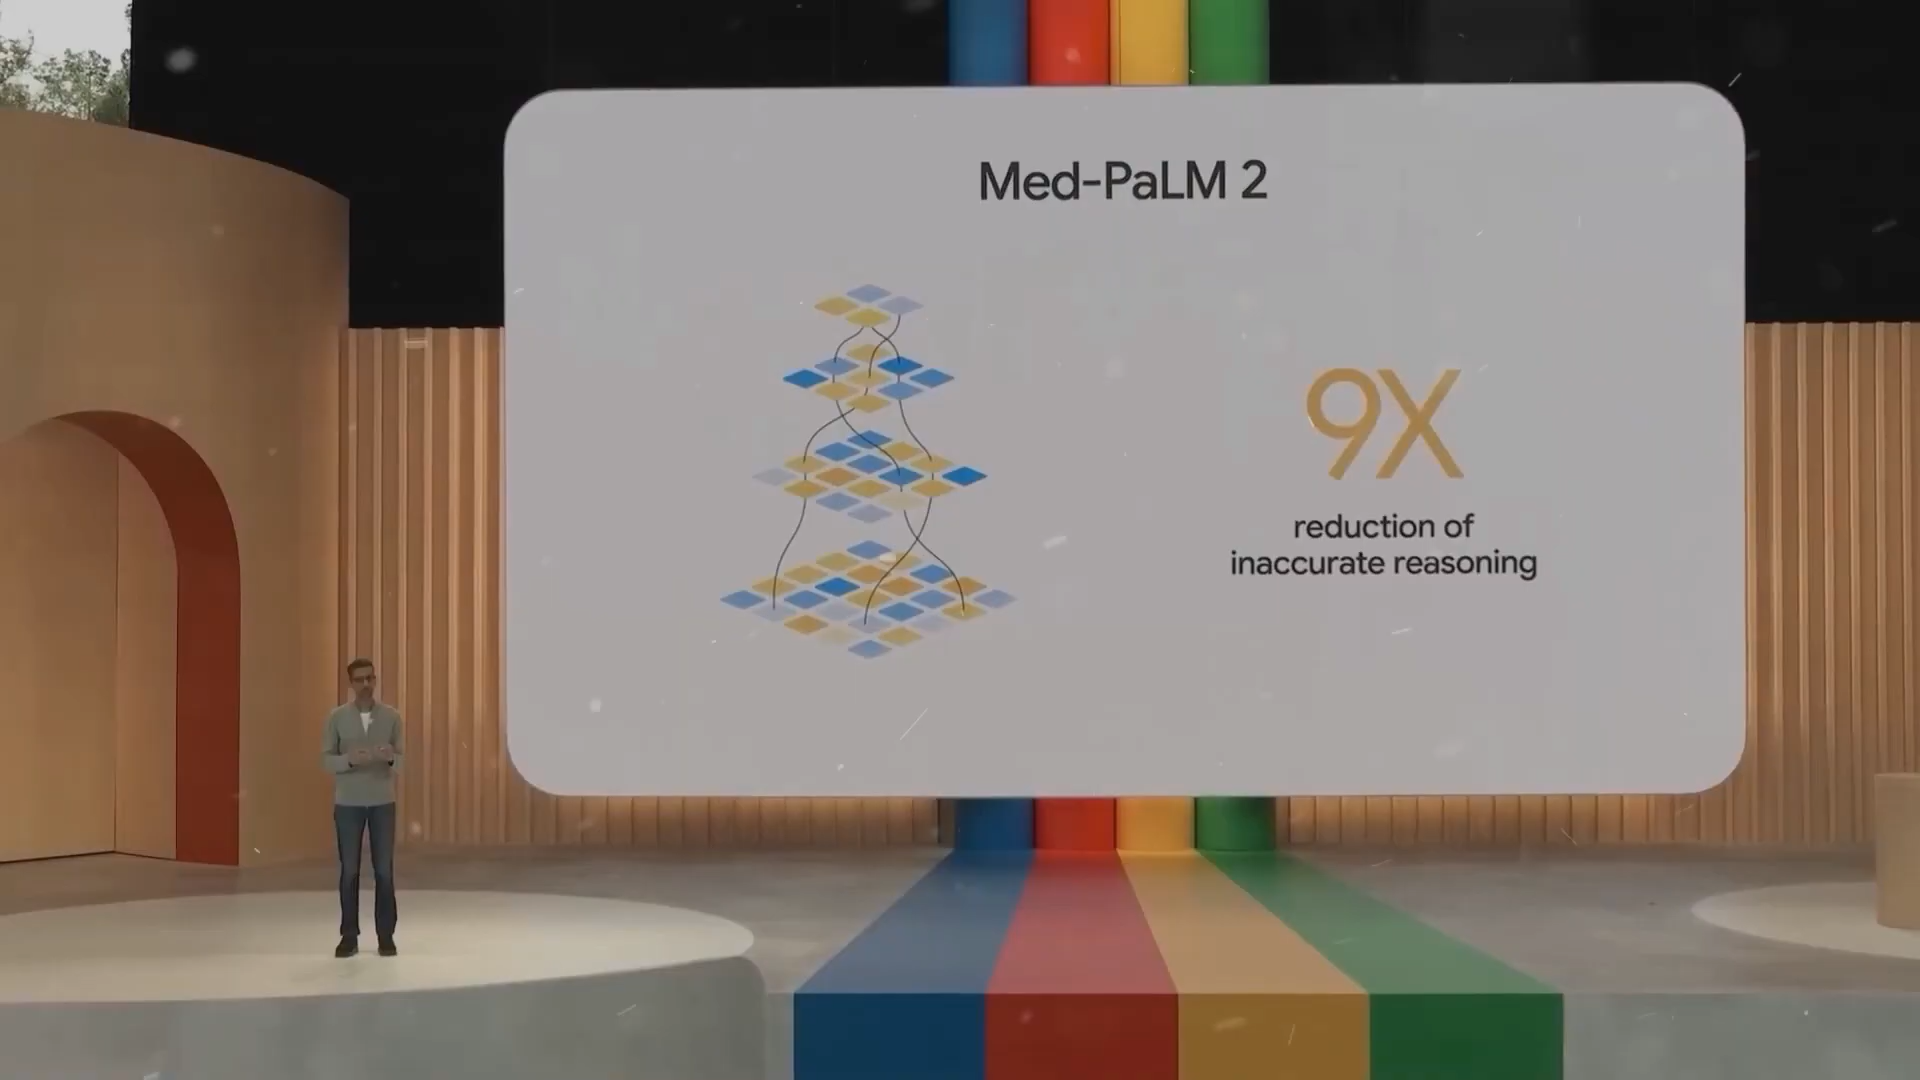 Med-PaLM 2
9X
reduction of
inaccurate reasoning